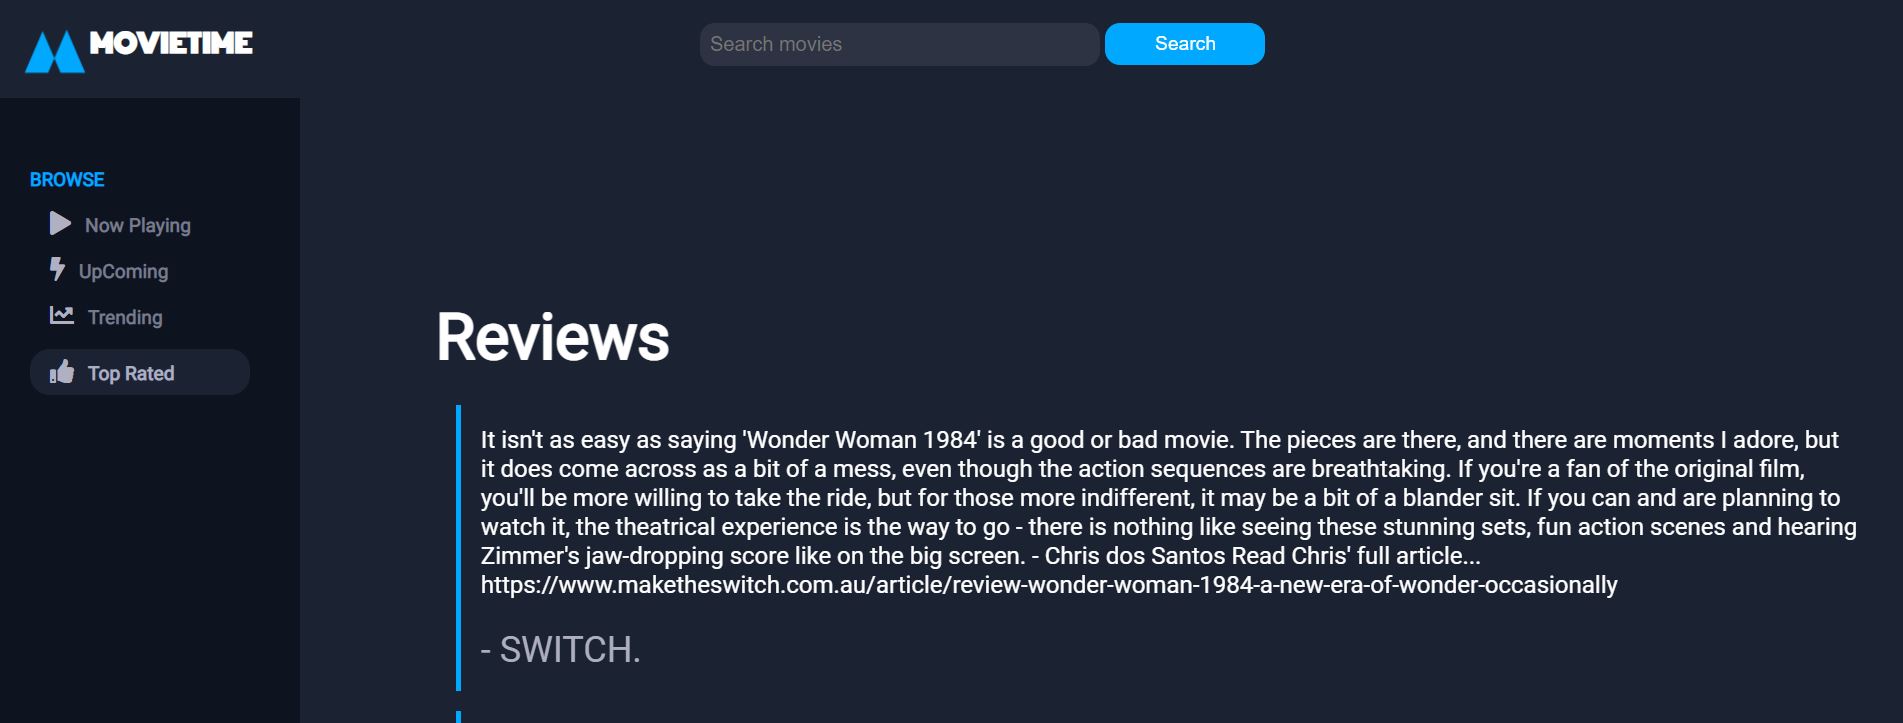 MOVIETIME
Search movies
Search
BROWSE
Now Playing
UpComing
Trending
Top Rated
Reviews
It isn't as easy as saying 'Wonder Woman 1984' is a good or bad movie. The pieces are there, and there are moments I adore, but
it does come across as a bit of a mess, even though the action sequences are breathtaking. If you're a fan of the original film,
you'll be more willing to take the ride, but for those more indifferent, it may be a bit of a blander sit. If you can and are planning to
watch it, the theatrical experience is the way to go - there is nothing like seeing these stunning sets, fun action scenes and hearing
Zimmer's jaw-dropping score like on the big screen. - Chris dos Santos Read Chris' full article...
https://www.maketheswitch.com.au/article/review-wonder-woman-1984-a-new-era-of-wonder-occasionally
- SWITCH.